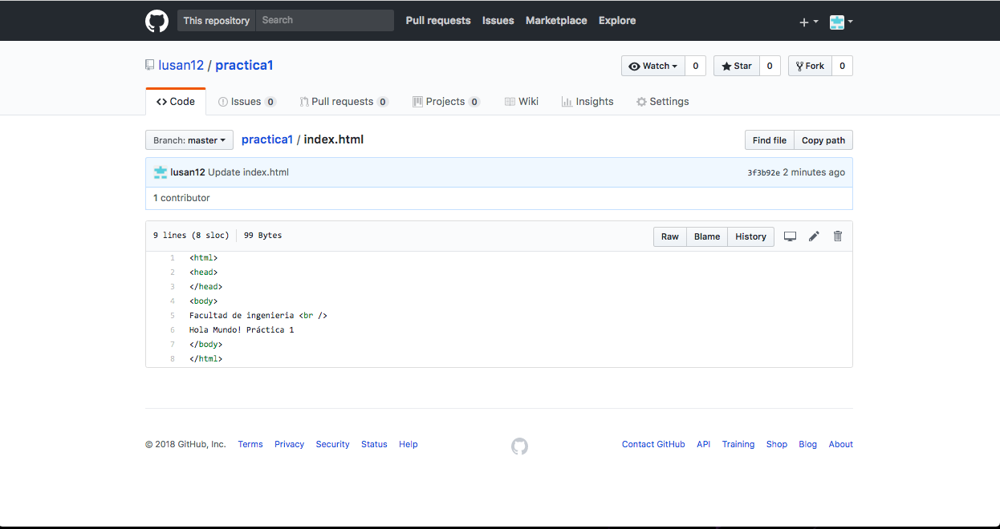 This repository Search Pull requests Issues Marketplace Explore
lusan12 / practica1 Watch 0 Star 0 Fork 0
Code Issues 0 Pull requests 0 Projects 0 Wiki Insights Settings
Branch: master practica1 / index.html Find file Copy path
lusan12 Update index.html 3f3b92e 2 minutes ago
1 contributor
9 lines (8 sloc) 99 Bytes Raw Blame History
1 <html>
2 <head>
3 </head>
4 <body>
5 Facultad de ingenieria <br />
6 Hola Mundo! Práctica 1
7 </body>
8 </html>
© 2018 GitHub, Inc. Terms Privacy Security Status Help Contact GitHub API Training Shop Blog About